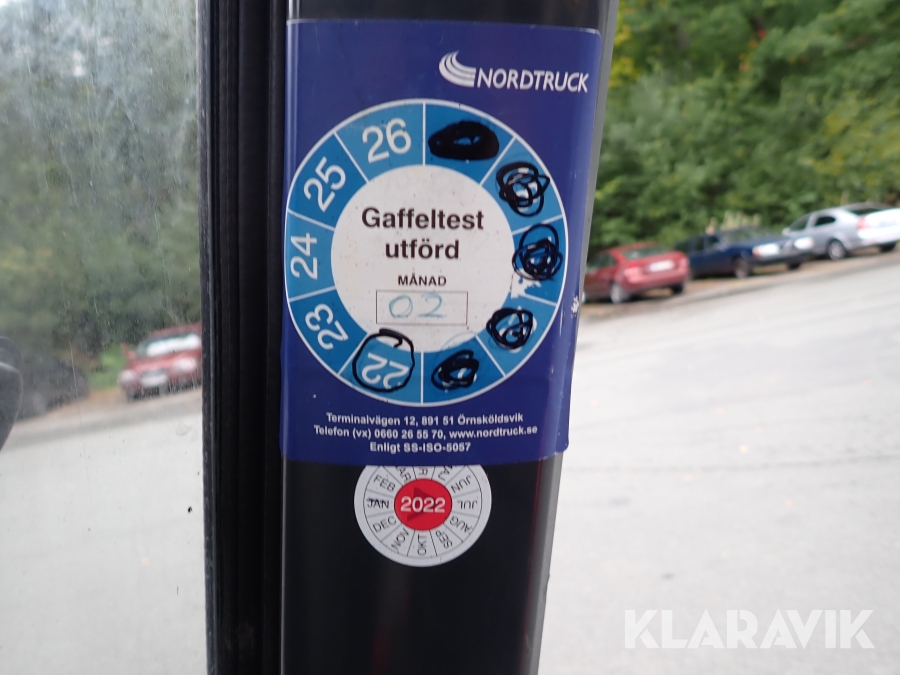 NORDTRUCK
26
25
24
23
22
Gaffeltest
utförd
MÅNAD
02
Terminalvägen 12, 891 51 Örnsköldsvik
Telefon (vx) 0660 26 55 70, www.nordtruck.se
Enligt SS-ISO-5057
2022
JAN
FEB
MAJ
JUN
JUL
AUG
SEP
OKT
NOV
DEC
KLARAVIK